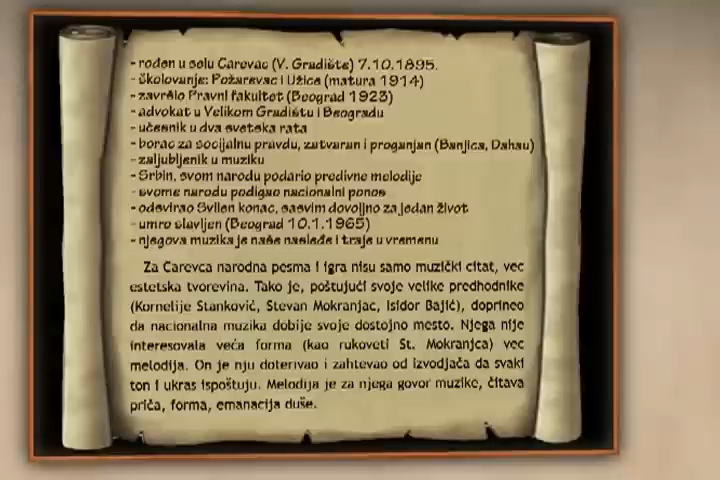 - rođen u selu Carevac (V. Gradište) 7.10.1895.
- školovanje: Požarevac i Užice (matura 1914)
- završio Pravni fakultet (Beograd 1923)
- advokat u Velikom Gradištu i Beogradu
- učesnik u dva svetska rata
- borac za socijalnu pravdu, zatvaran i proganjan (Banjica, Dahau)
- zaljubljenik u muziku
- Srbin, svom narodu podario predivne melodije
- svome narodu podigao nacionalni ponos
- odsvirao Svilen konac, sasvim dovoljno za jedan život
- umro slavljen (Beograd 10.1.1965)
- njegova muzika je naše nasleđe i traje u vremenu
Za Carevca narodna pesma i igra nisu samo muzički citat, već
estetska tvorevina. Tako je, poštujući svoje velike predhodnike
(Kornelije Stanković, Stevan Mokranjac, Isidor Bajić), doprineo
da nacionalna muzika dobije svoje dostojno mesto. Njega nije
interesovala veća forma (kao rukoveti St. Mokranjca) već
melodija. On je nju doterivao i zahtevao od izvodjača da svaki
ton i ukras ispoštuju. Melodija je za njega govor muzike, čitava
priča, forma, emanacija duše.